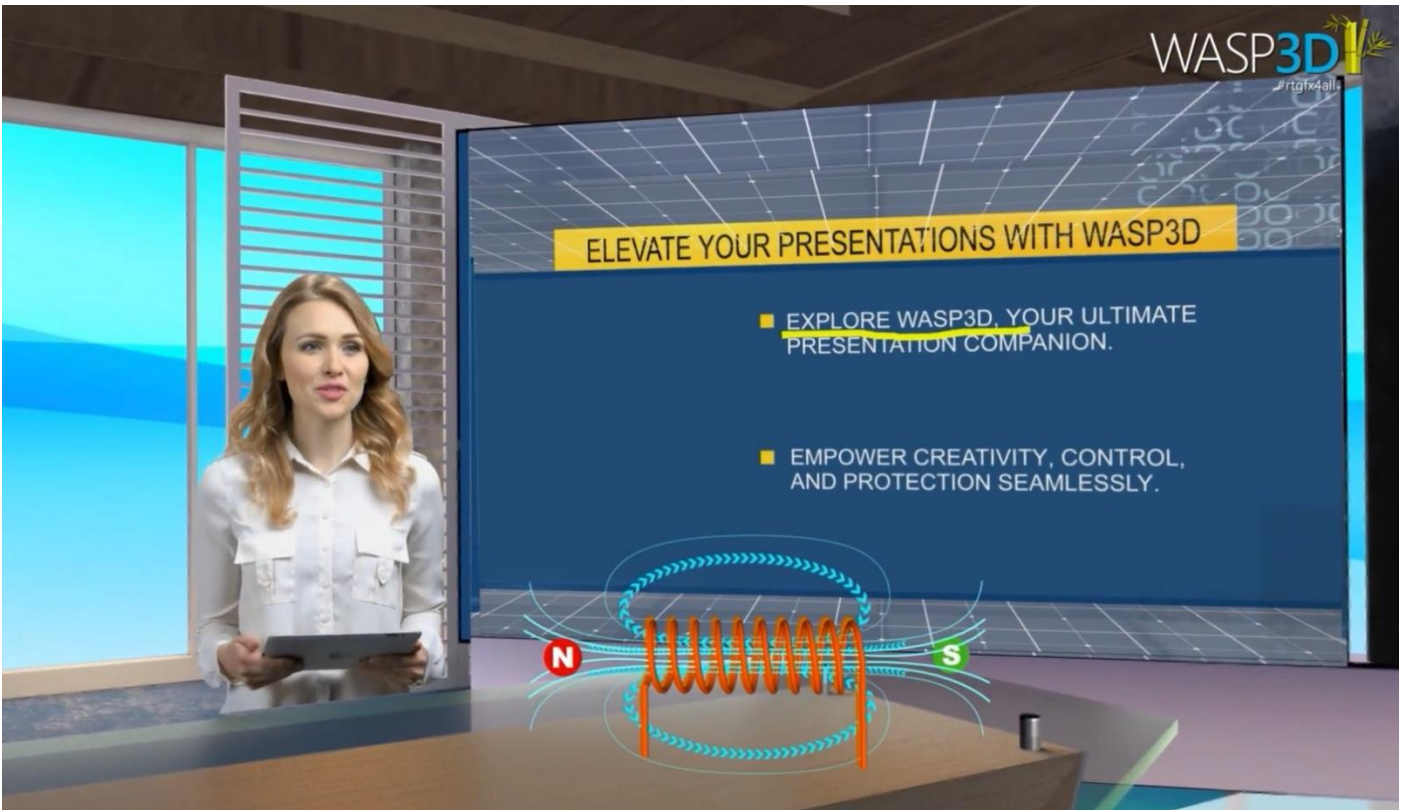 WASP3D
#rtgfx4all
ELEVATE YOUR PRESENTATIONS WITH WASP3D
EXPLORE WASP3D, YOUR ULTIMATE
PRESENTATION COMPANION.
EMPOWER CREATIVITY, CONTROL,
AND PROTECTION SEAMLESSLY.
N
S